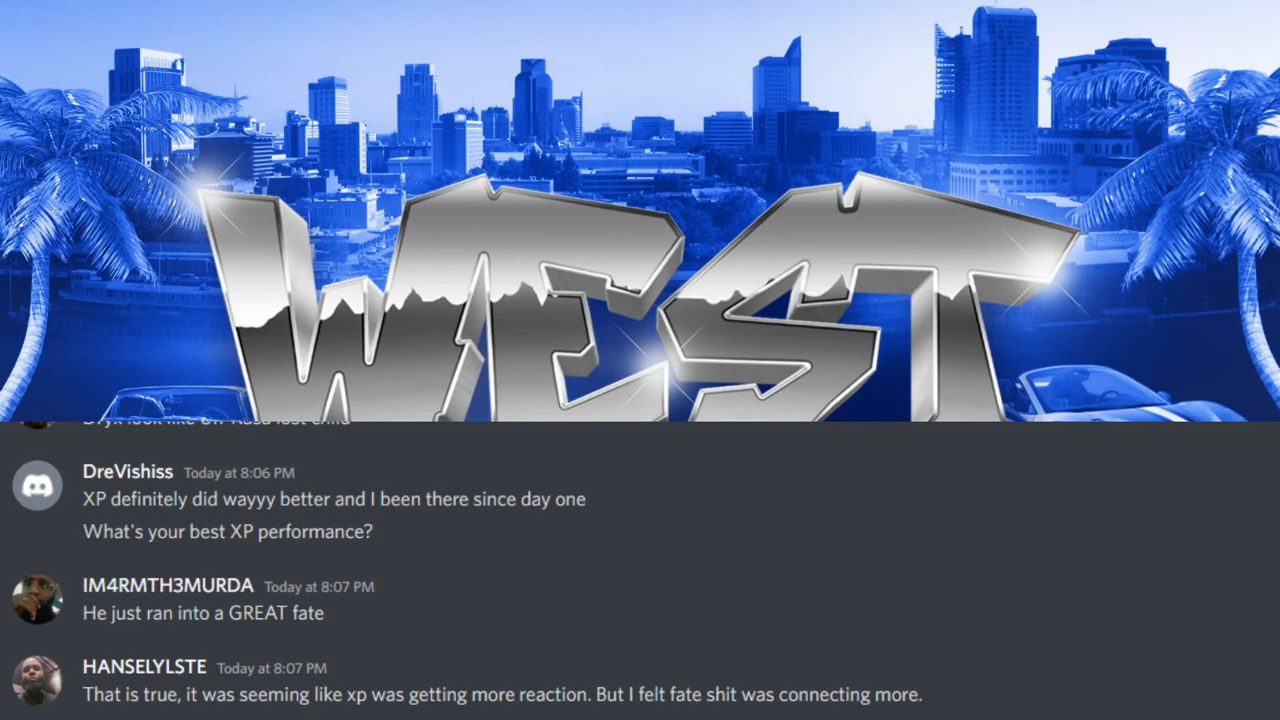 WEST
DreVishiss Today at 8:06 PM
XP definitely did wayyy better and I been there since day one
What's your best XP performance?
IM4RMTH3MURDA Today at 8:07 PM
He just ran into a GREAT fate
HANSELYLSTE Today at 8:07 PM
That is true, it was seeming like xp was getting more reaction. But I felt fate shit was connecting more.